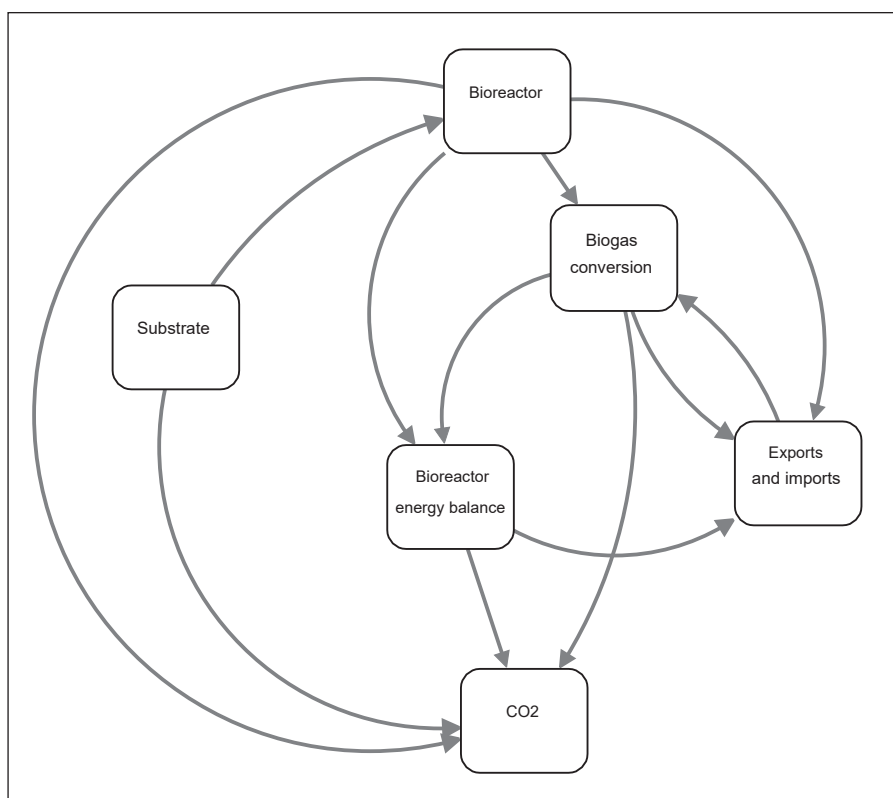 Bioreactor
Biogas
conversion
Substrate
Bioreactor
energy balance
Exports
and imports
CO2